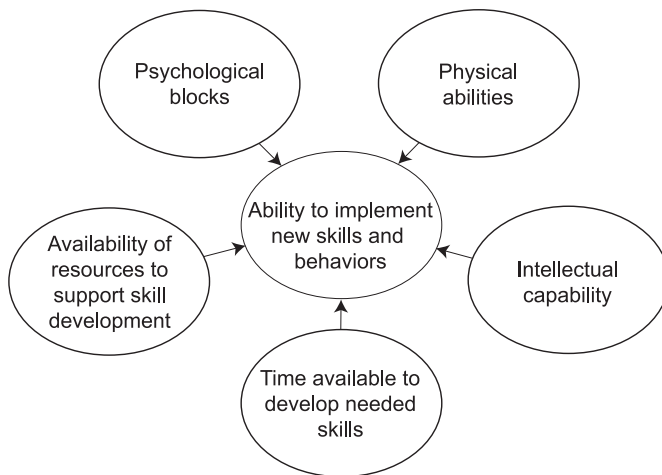 Psychological
blocks
Physical
abilities
Ability to implement
new skills and
behaviors
Availability of
resources to
support skill
development
Intellectual
capability
Time available to
develop needed
skills